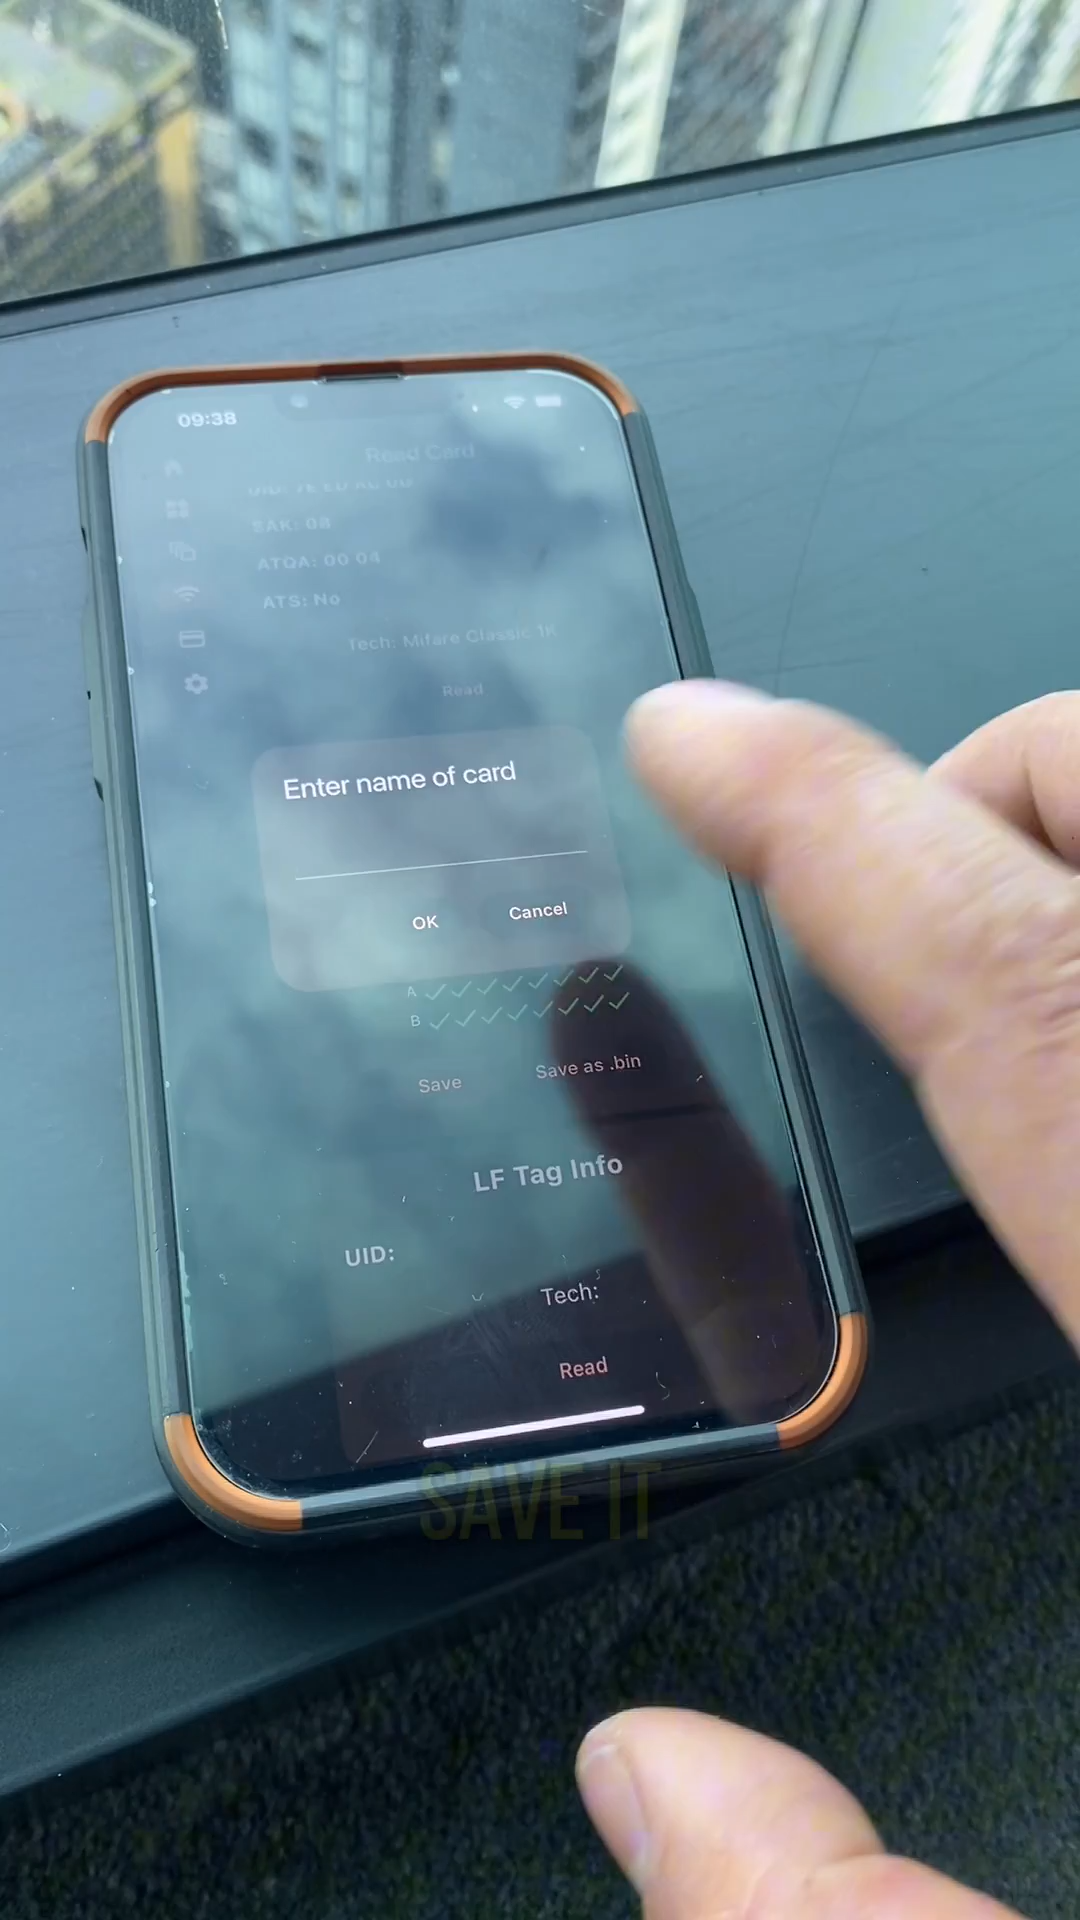 09:38
Read Card
SAK: 08
ATQA: 00 04
ATS: No
Tech: Mifare Classic 1K
Read
Enter name of card
OK
Cancel
A
B
Save
Save as .bin
LF Tag Info
UID:
Tech:
Read
SAVE IT